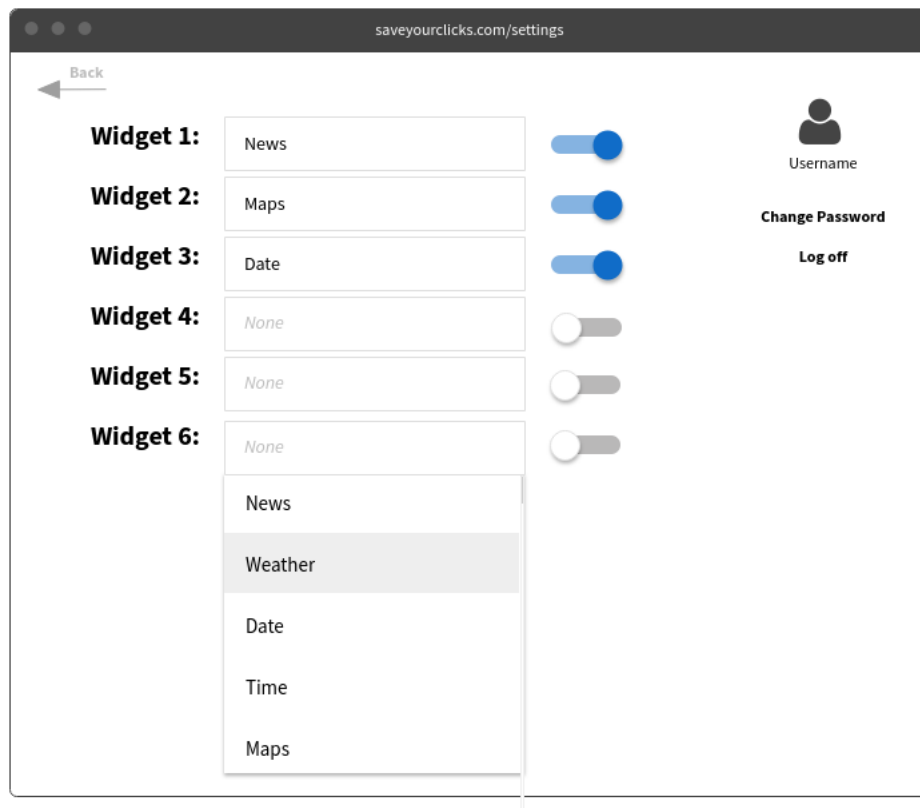 saveyourclicks.com/settings
Back
Widget 1:
News
Widget 2:
Maps
Widget 3:
Date
Widget 4:
None
Widget 5:
None
Widget 6:
None
News
Weather
Date
Time
Maps
Username
Change Password
Log off